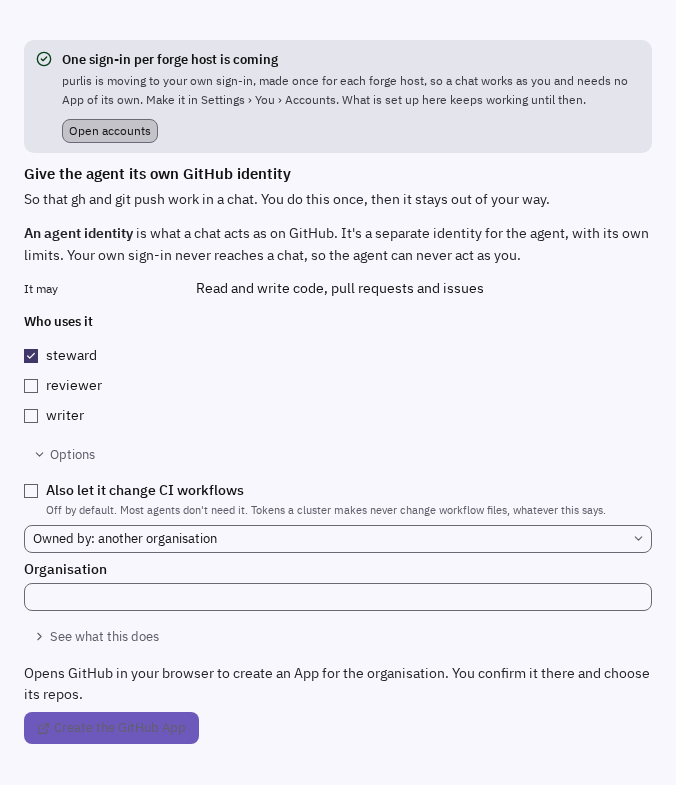 One sign-in per forge host is coming
purlis is moving to your own sign-in, made once for each forge host, so a chat works as you and needs no
App of its own. Make it in Settings › You › Accounts. What is set up here keeps working until then.
Open accounts
Give the agent its own GitHub identity
So that gh and git push work in a chat. You do this once, then it stays out of your way.
An agent identity is what a chat acts as on GitHub. It's a separate identity for the agent, with its own
limits. Your own sign-in never reaches a chat, so the agent can never act as you.
It may Read and write code, pull requests and issues
Who uses it
steward
reviewer
writer
Options
Also let it change CI workflows
Off by default. Most agents don't need it. Tokens a cluster makes never change workflow files, whatever this says.
Owned by: another organisation
Organisation
See what this does
Opens GitHub in your browser to create an App for the organisation. You confirm it there and choose
its repos.
Create the GitHub App